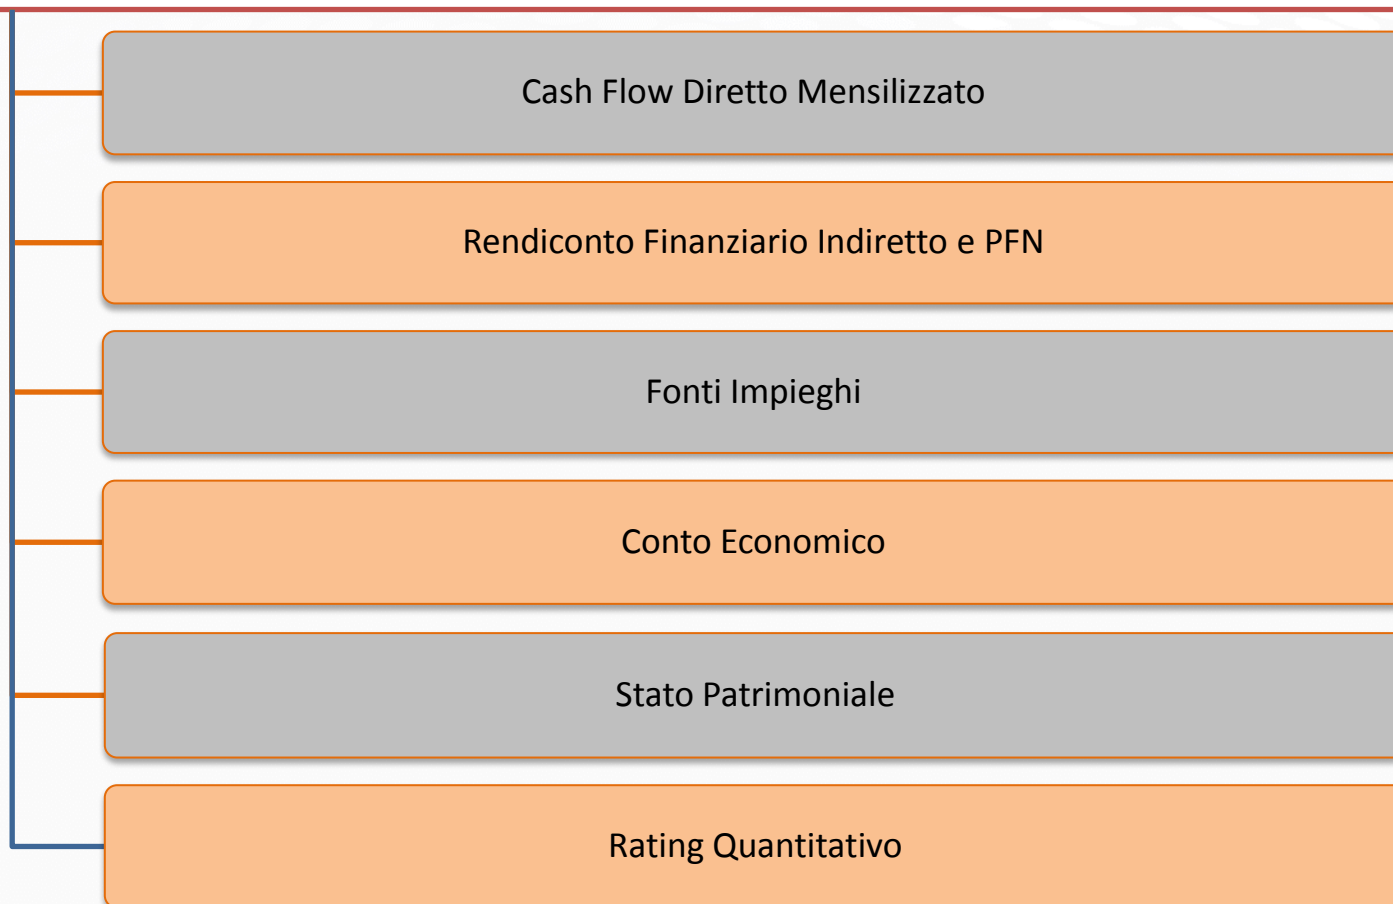 Cash Flow Diretto Mensilizzato
Rendiconto Finanziario Indiretto e PFN
Fonti Impieghi
Conto Economico
Stato Patrimoniale
Rating Quantitativo